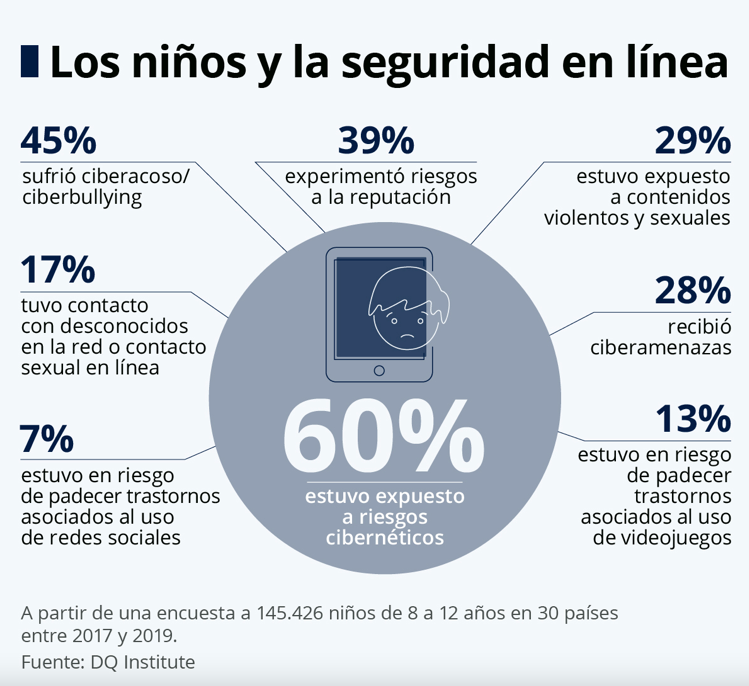 Los niños y la seguridad en línea
45%
sufrió ciberacoso/
ciberbullying
39%
experimentó riesgos
a la reputación
29%
estuvo expuesto
a contenidos
violentos y sexuales
17%
tuvo contacto
con desconocidos
en la red o contacto
sexual en línea
28%
recibió
ciberamenazas
7%
estuvo en riesgo
de padecer trastornos
asociados al uso
de redes sociales
60%
estuvo expuesto
a riesgos
cibernéticos
13%
estuvo en riesgo
de padecer
trastornos
asociados al uso
de videojuegos
A partir de una encuesta a 145.426 niños de 8 a 12 años en 30 países
entre 2017 y 2019.
Fuente: DQ Institute